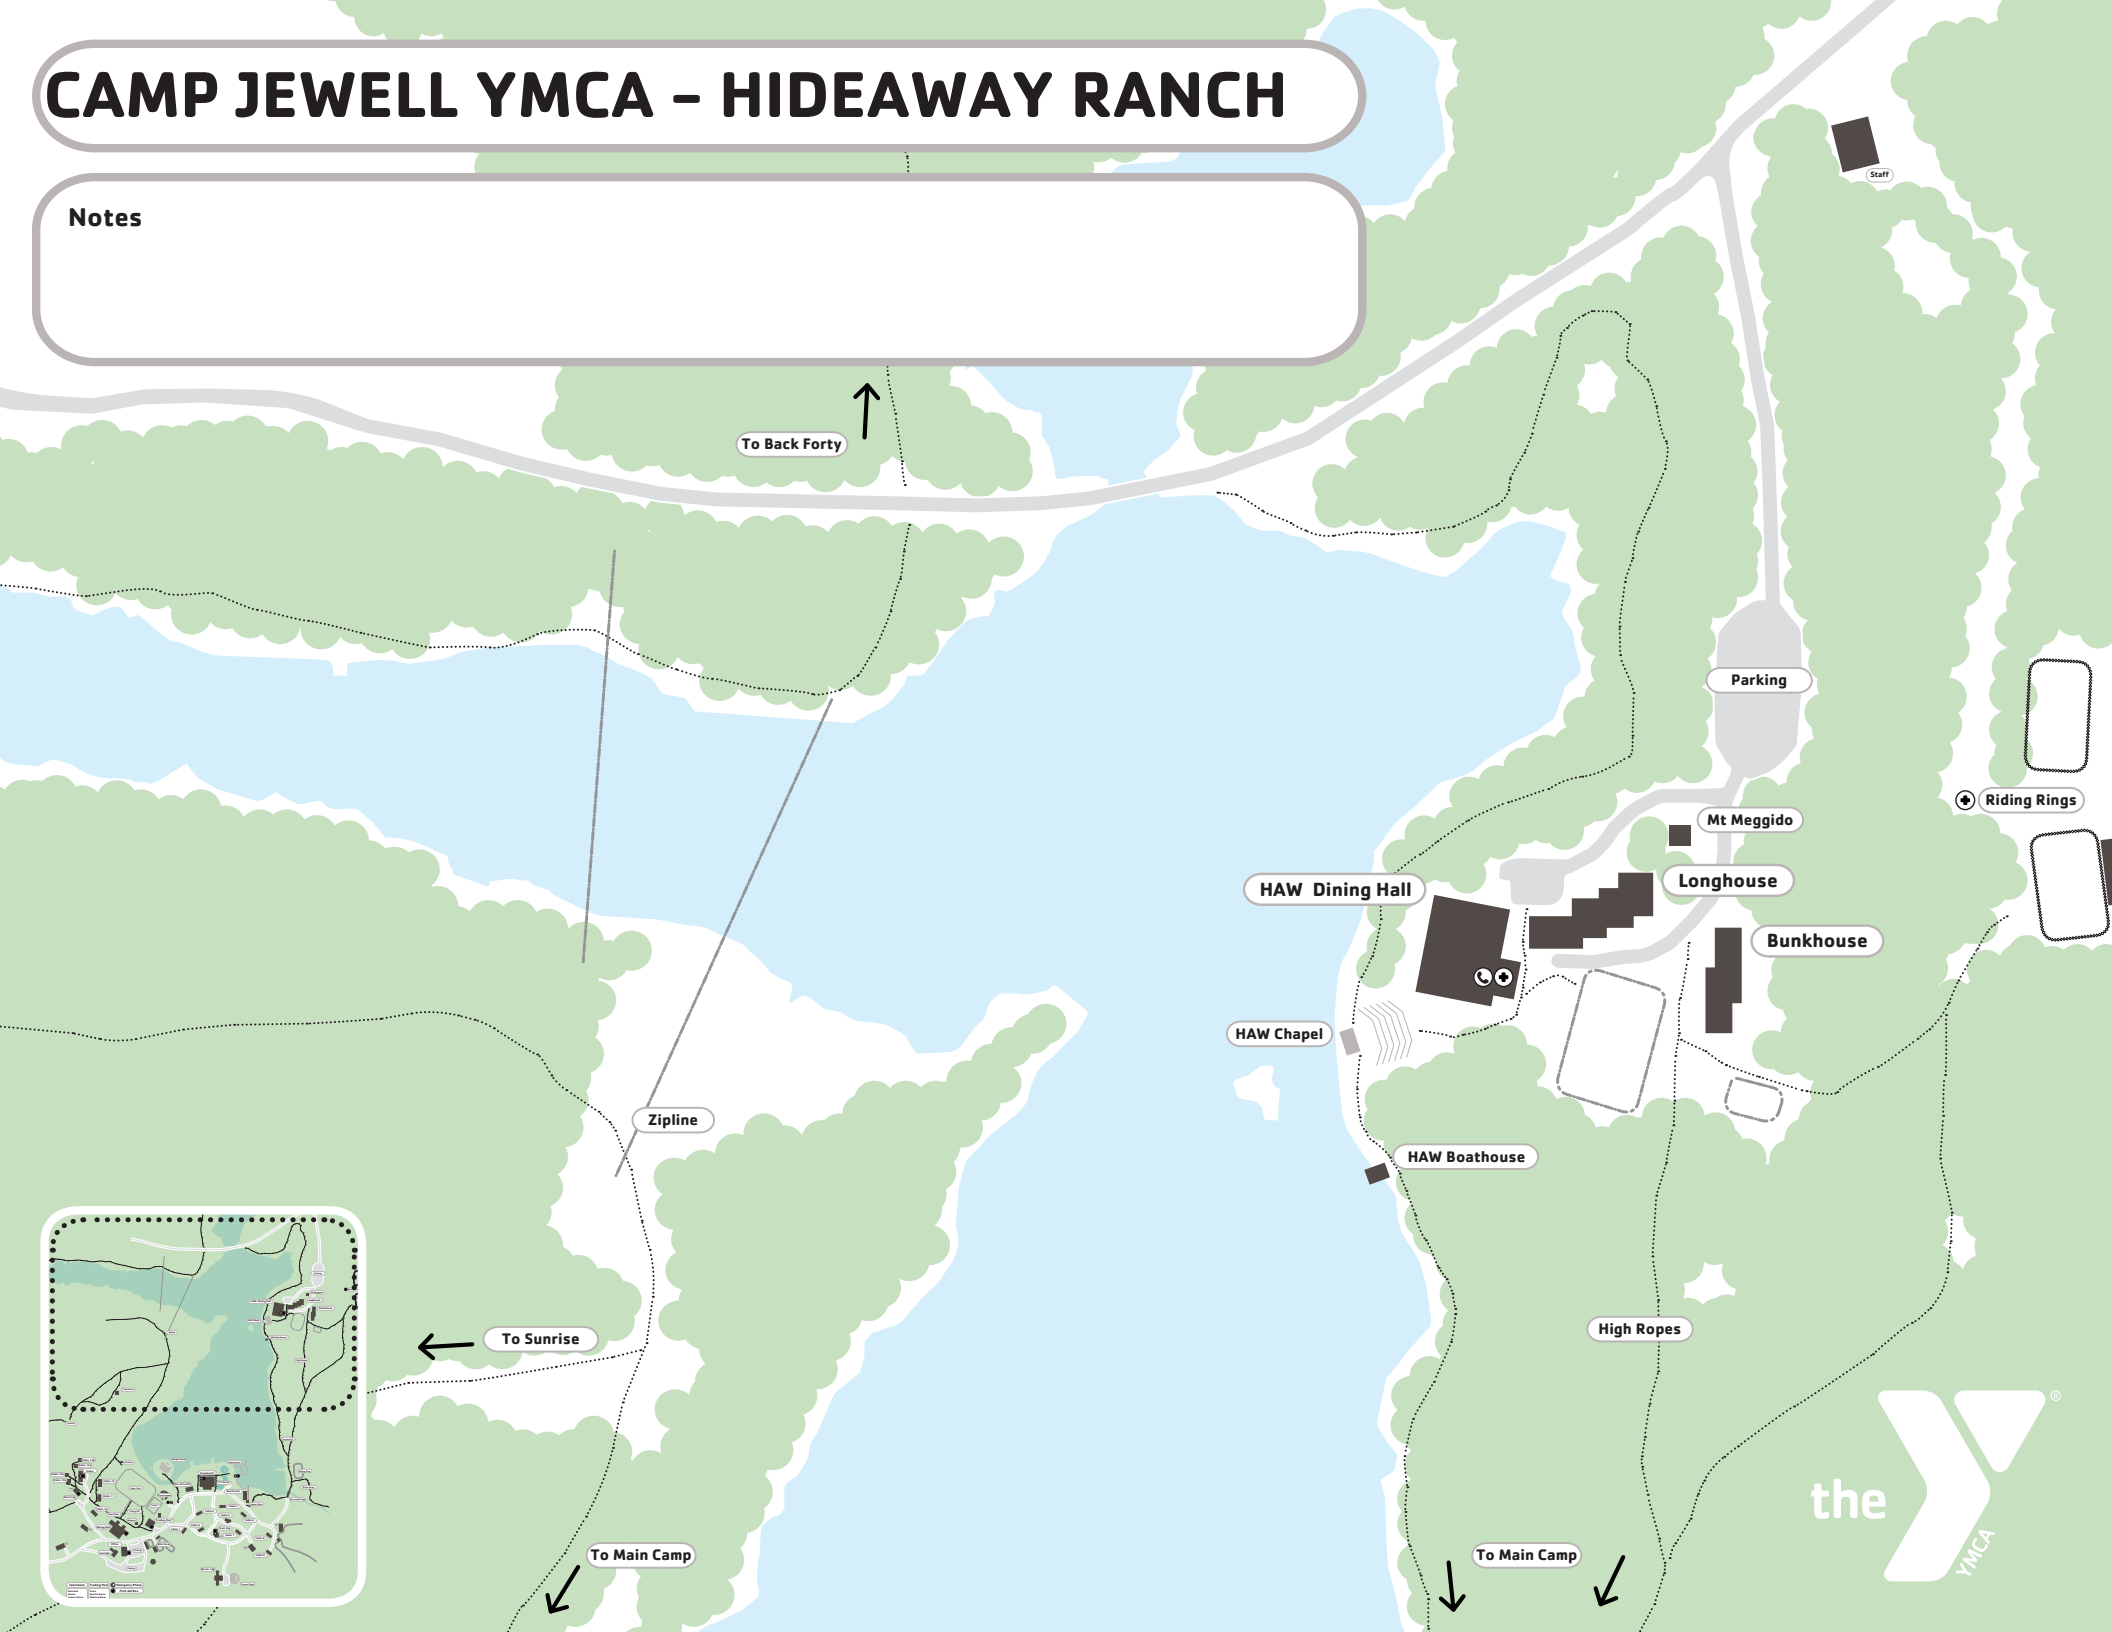 CAMP JEWELL YMCA – HIDEAWAY RANCH
Staff
Notes
To Back Forty
Parking
Riding Rings
Mt Meggido
Longhouse
HAW Dining Hall
Bunkhouse
HAW Chapel
Zipline
HAW Boathouse
High Ropes
To Sunrise
®
the
YMCA
To Main Camp
To Main Camp